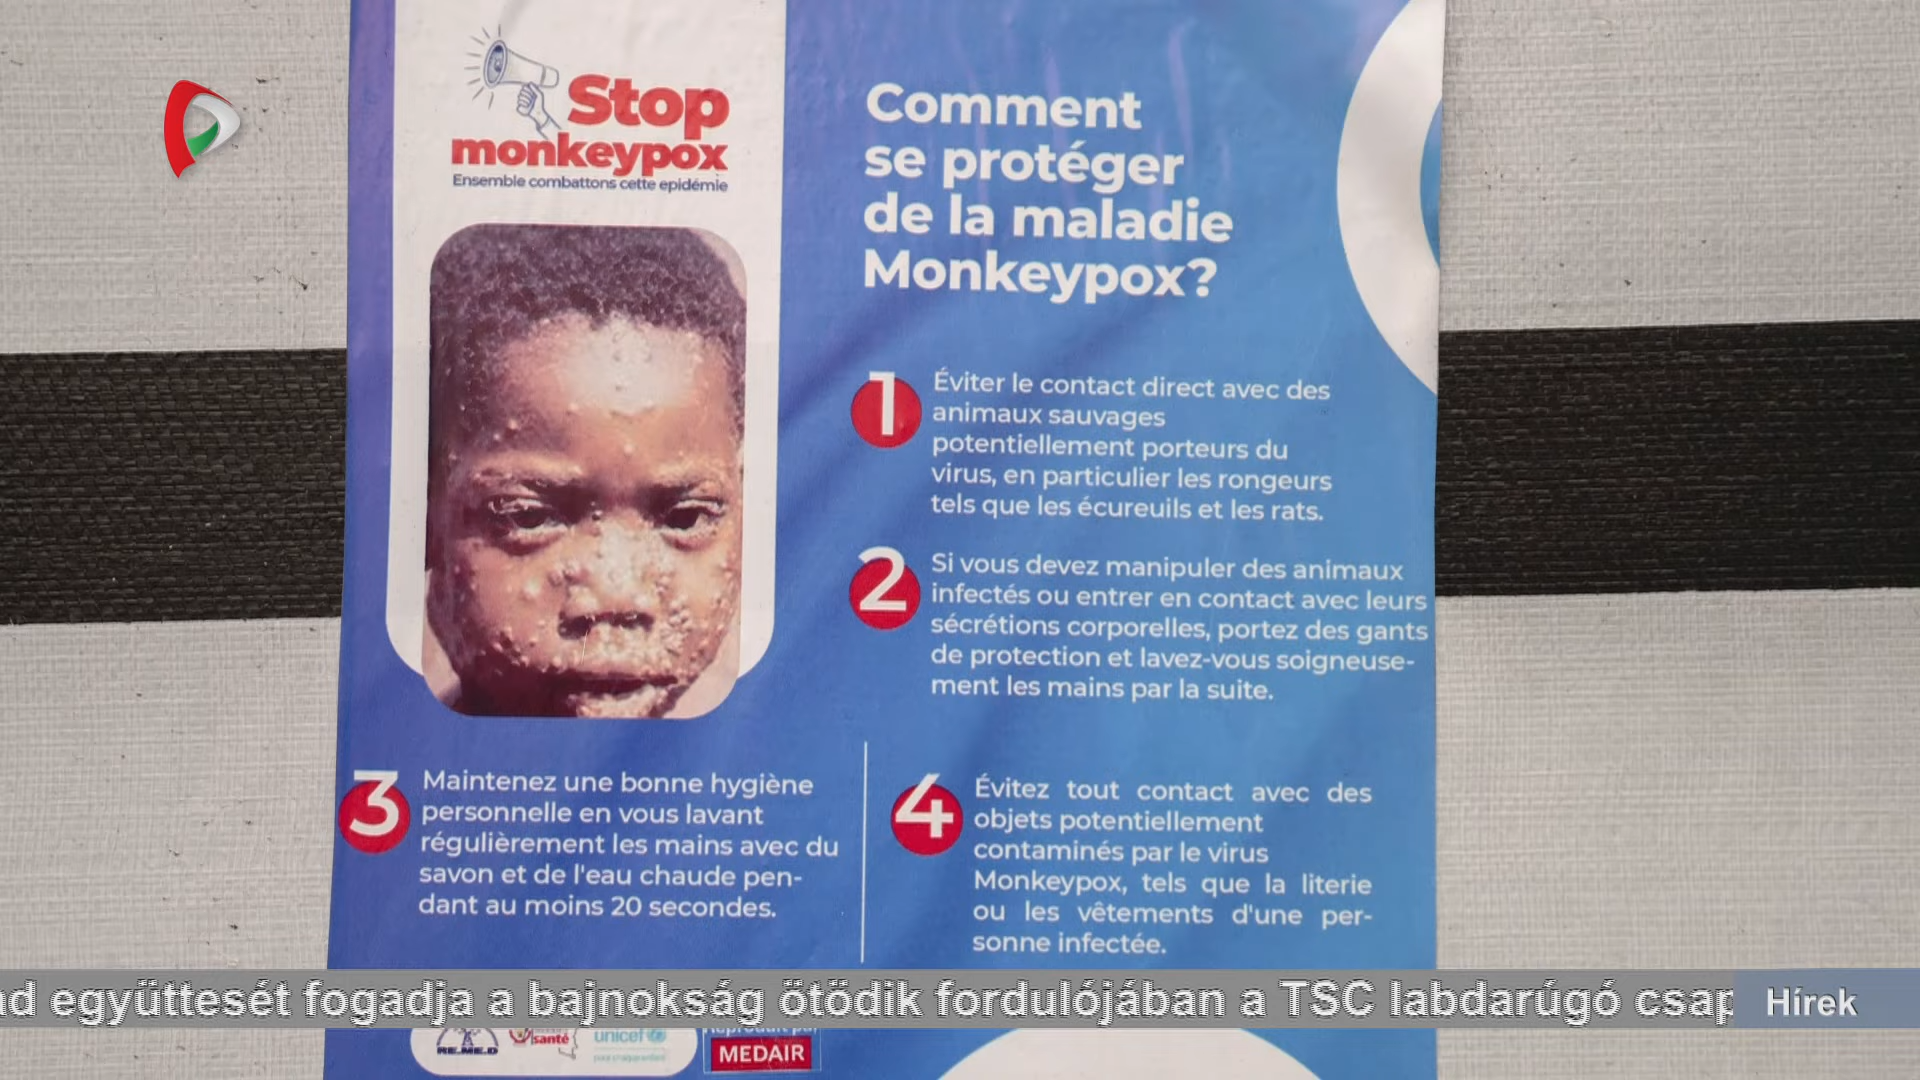 Stop
monkeypox
Ensemble combattons cette epidémie
Comment
se protéger
de la maladie
Monkeypox?
1
Éviter le contact direct avec des
animaux sauvages
potentiellement porteurs du
virus, en particulier les rongeurs
tels que les écureuils et les rats.
2
Si vous devez manipuler des animaux
infectés ou entrer en contact avec leurs
sécrétions corporelles, portez des gants
de protection et lavez-vous soigneuse-
ment les mains par la suite.
3
Maintenez une bonne hygiène
personnelle en vous lavant
régulièrement les mains avec du
savon et de l'eau chaude pen-
dant au moins 20 secondes.
4
Évitez tout contact avec des
objets potentiellement
contaminés par le virus
Monkeypox, tels que la literie
ou les vêtements d'une per-
sonne infectée.
együttesét fogadja a bajnokság ötödik fordulójában a TSC labdarúgó
Hírek
RE.ME.D
santé
unicef
MEDAIR